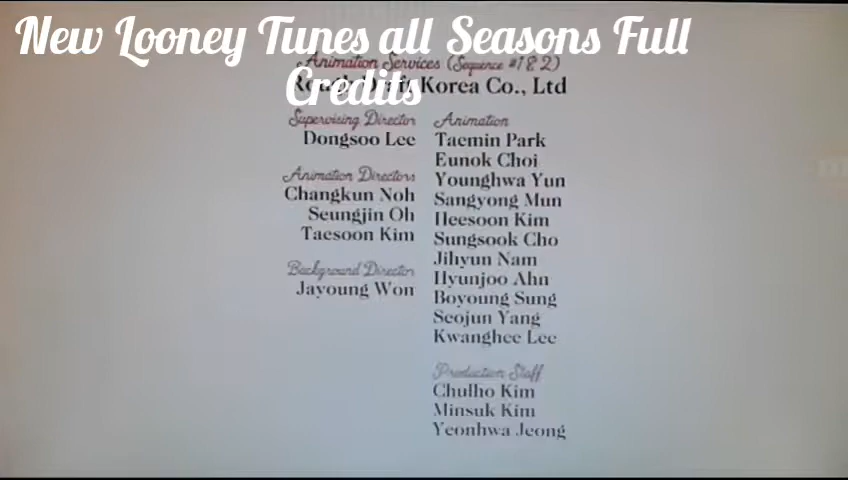 New Looney Tunes all Seasons Full
Credits
Animation Services (Sequence #1 & 2)
Rough Draft Korea Co., Ltd
Supervising Director
Dongsoo Lee
Animation Directors
Changkun Noh
Seungjin Oh
Taesoon Kim
Background Director
Jayoung Won
Animation
Taemin Park
Eunok Choi
Younghwa Yun
Sangyong Mun
Heesoon Kim
Sungsook Cho
Jihyun Nam
Hyunjoo Ahn
Boyoung Sung
Seojun Yang
Kwanghee Lee
Production Staff
Chulho Kim
Minsuk Kim
Yeonhwa Jeong